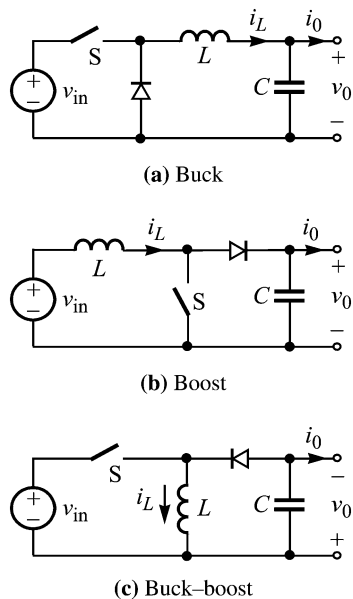 S L i_L i_0
+ − v_in C + v_0 −
(a) Buck
L i_L i_0
+ − v_in S C + v_0 −
(b) Boost
S i_0
+ − v_in i_L L C − v_0 +
(c) Buck–boost